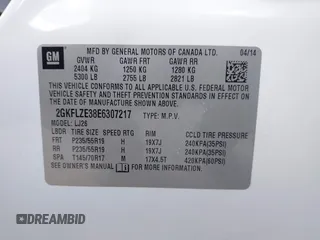 GM
MFD BY GENERAL MOTORS OF CANADA LTD. 04/14
GVWR GAWR FRT GAWR RR
2404 KG 1250 KG 1280 KG
5300 LB 2755 LB 2821 LB
THIS VEHICLE CONFORMS TO ALL APPLICABLE U.S. FEDERAL MOTOR
VEHICLE SAFETY, BUMPER, AND THEFT PREVENTION STANDARDS IN
EFFECT ON THE DATE OF MANUFACTURE SHOWN ABOVE.
2GKFLZE38E6307217 TYPE: M.P.V.
MODEL: LJ26
TIRE SIZE SPEED RTG RIM CCLD TIRE PRESSURE
FRT P235/55R19 H 19X7J 240KPA(35PSI)
RR P235/55R19 H 19X7J 240KPA(35PSI)
SPA T145/70R17 M 17X4.5T 420KPA(60PSI)
SEE OWNER'S MANUAL FOR ADDITIONAL INFORMATION.
DREAMBID